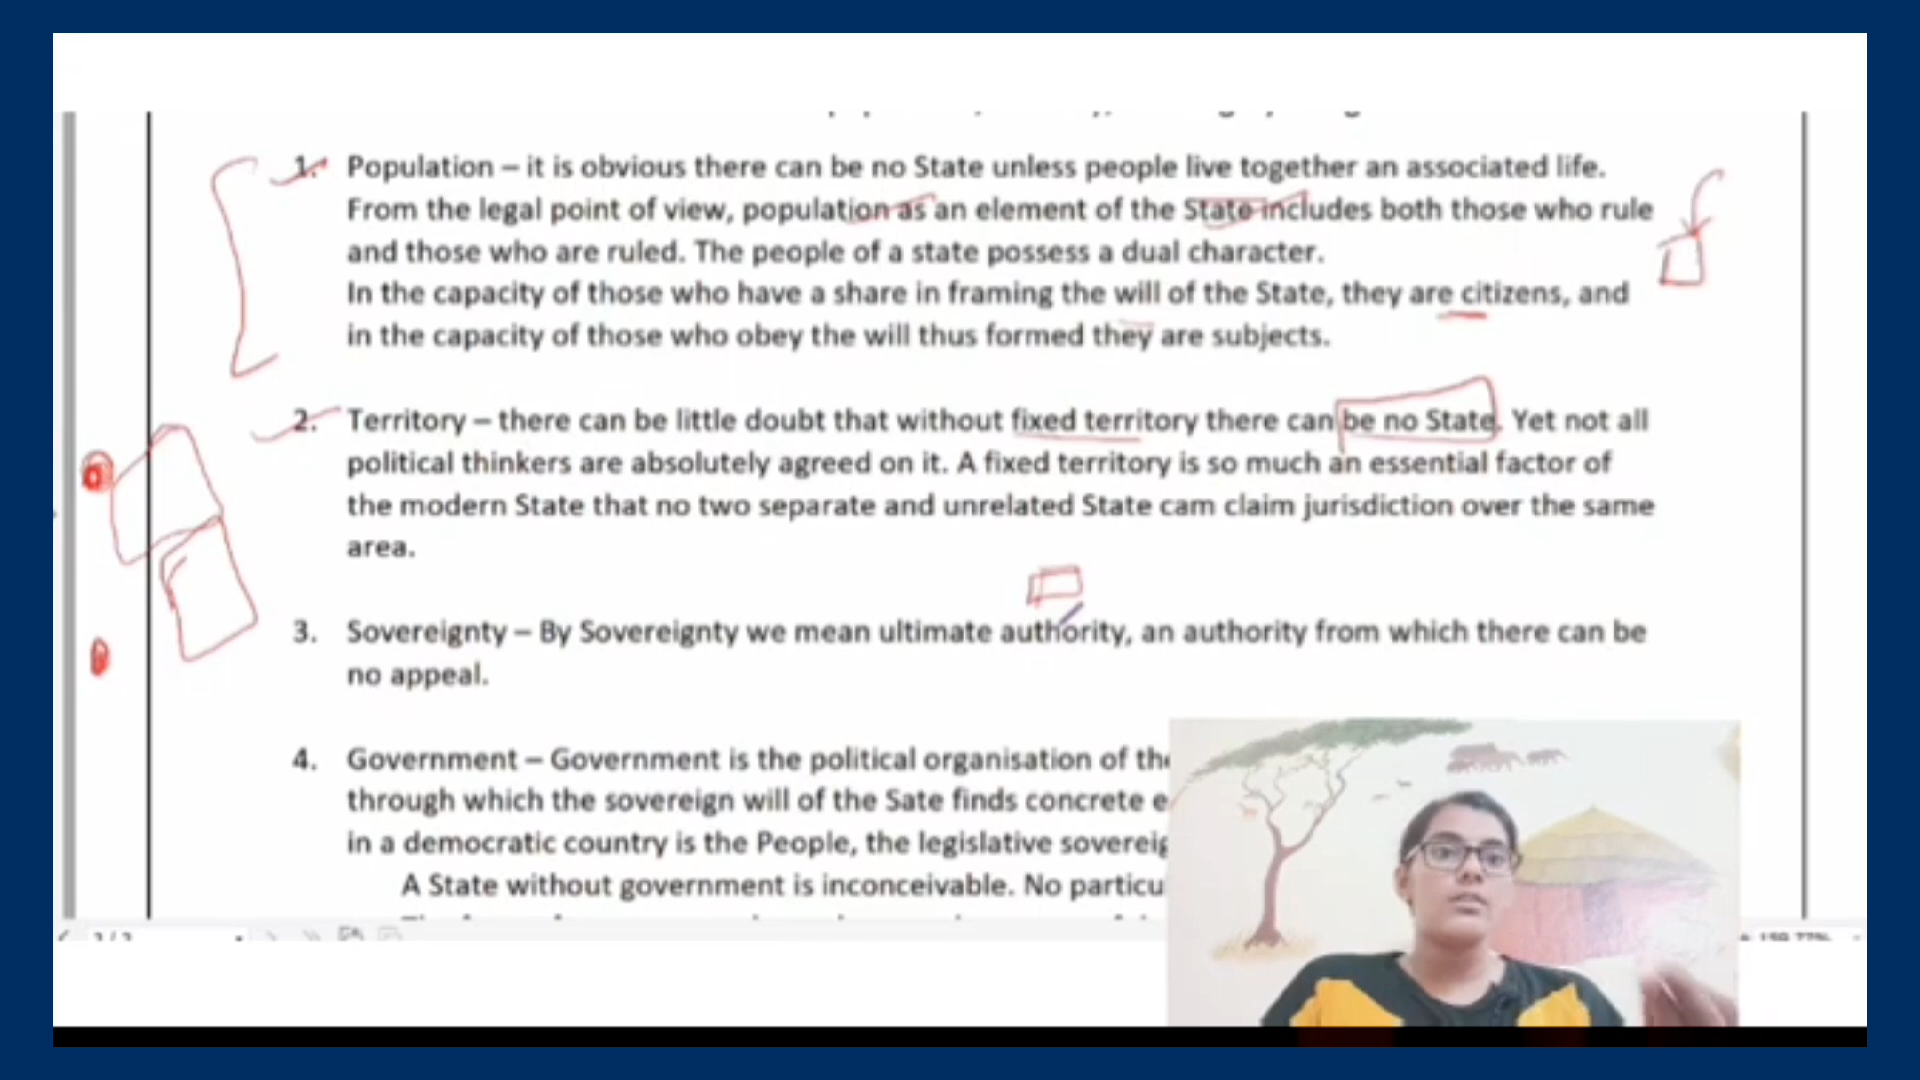 1. Population – it is obvious there can be no State unless people live together an associated life.
From the legal point of view, population as an element of the State includes both those who rule
and those who are ruled. The people of a state possess a dual character.
In the capacity of those who have a share in framing the will of the State, they are citizens, and
in the capacity of those who obey the will thus formed they are subjects.
2. Territory – there can be little doubt that without fixed territory there can be no State. Yet not all
political thinkers are absolutely agreed on it. A fixed territory is so much an essential factor of
the modern State that no two separate and unrelated State cam claim jurisdiction over the same
area.
3. Sovereignty – By Sovereignty we mean ultimate authority, an authority from which there can be
no appeal.
4. Government – Government is the political organisation of the
through which the sovereign will of the Sate finds concrete
in a democratic country is the People, the legislative
A State without government is inconceivable. No